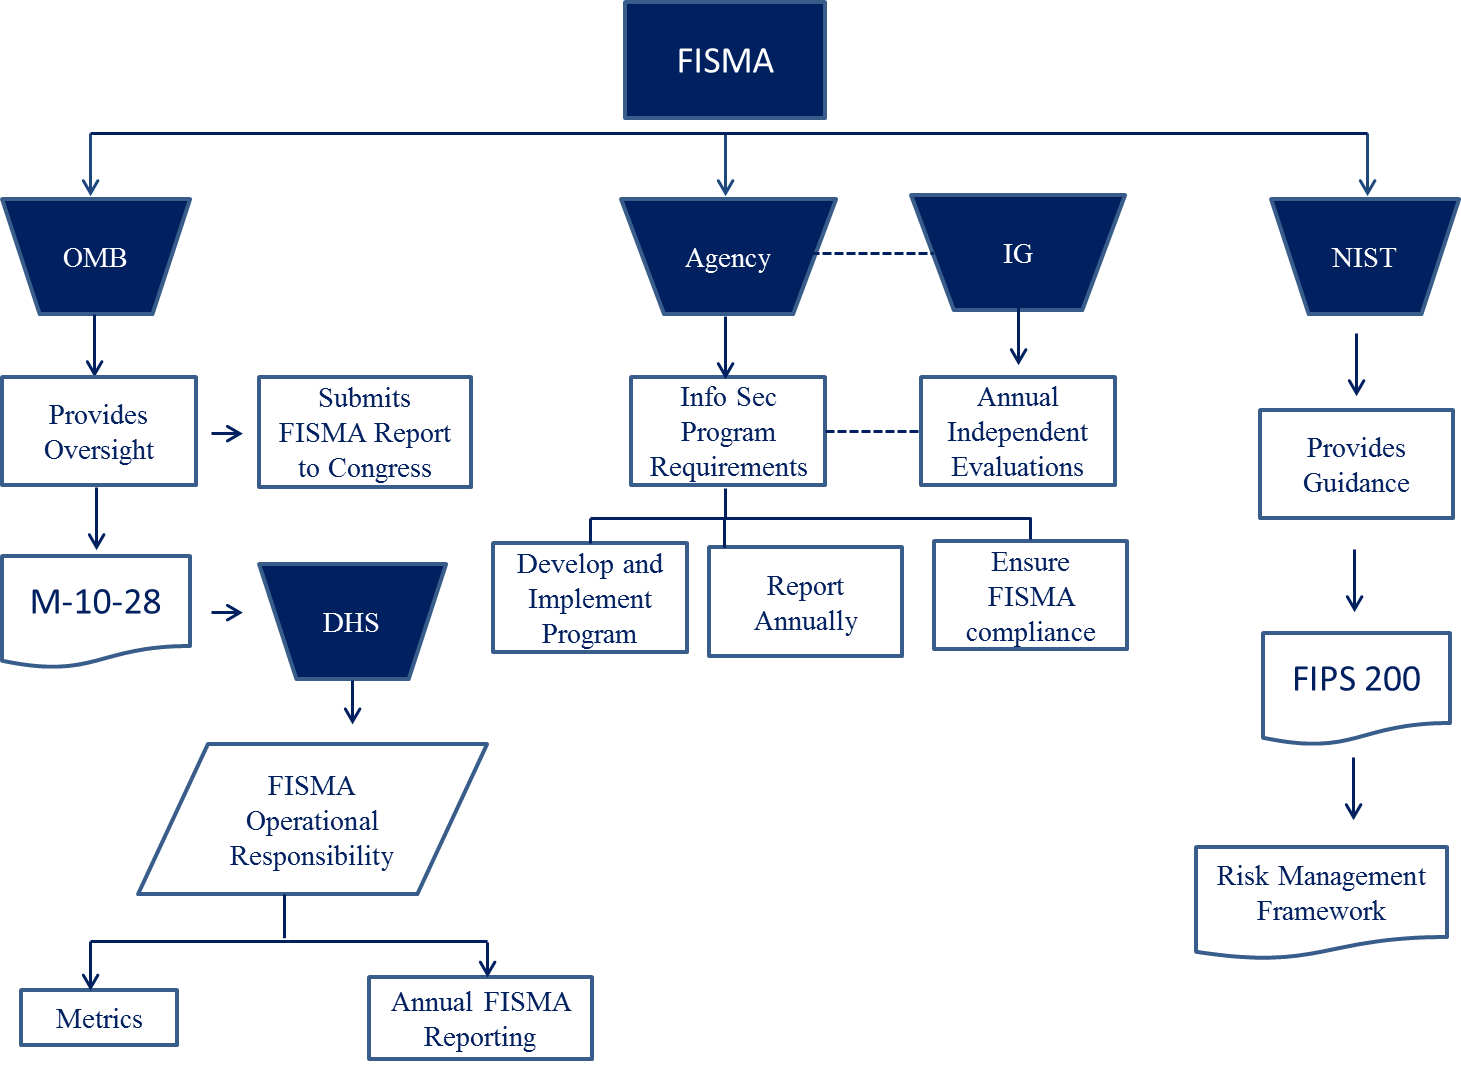 FISMA
OMB
Agency
IG
NIST
Provides
Oversight
Submits
FISMA Report
to Congress
Info Sec
Program
Requirements
Annual
Independent
Evaluations
Provides
Guidance
M-10-28
DHS
Develop and
Implement
Program
Report
Annually
Ensure
FISMA
compliance
FIPS 200
FISMA
Operational
Responsibility
Risk Management
Framework
Metrics
Annual FISMA
Reporting